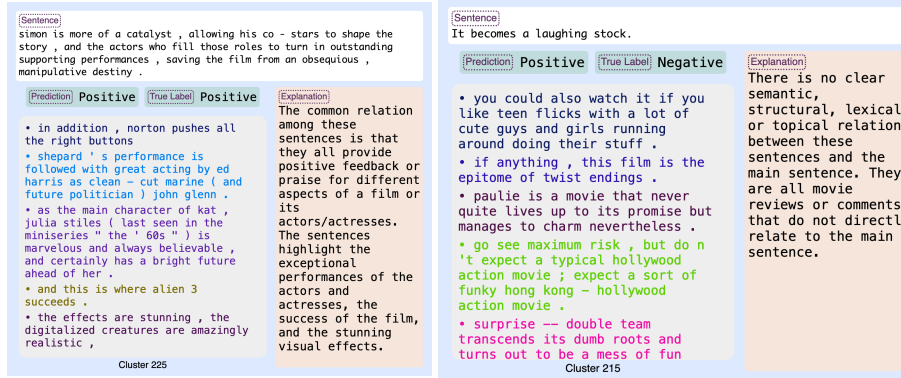 Sentence
simon is more of a catalyst , allowing his co - stars to shape the
story , and the actors who fill those roles to turn in outstanding
supporting performances , saving the film from an obsequious ,
manipulative destiny .
Prediction Positive True Label Positive
• in addition , norton pushes all
the right buttons
• shepard ' s performance is
followed with great acting by ed
harris as clean - cut marine ( and
future politician ) john glenn .
• as the main character of kat ,
julia stiles ( last seen in the
miniseries " the ' 60s " ) is
marvelous and always believable ,
and certainly has a bright future
ahead of her .
• and this is where alien 3
succeeds .
• the effects are stunning , the
digitalized creatures are amazingly
realistic ,
Explanation
The common relation
among these
sentences is that
they all provide
positive feedback or
praise for different
aspects of a film or
its
actors/actresses.
The sentences
highlight the
exceptional
performances of the
actors and
actresses, the
success of the film,
and the stunning
visual effects.
Cluster 225
Sentence
It becomes a laughing stock.
Prediction Positive True Label Negative
• you could also watch it if you
like teen flicks with a lot of
cute guys and girls running
around doing their stuff .
• if anything , this film is the
epitome of twist endings .
• paulie is a movie that never
quite lives up to its promise but
manages to charm nevertheless .
• go see maximum risk , but do n
't expect a typical hollywood
action movie ; expect a sort of
funky hong kong - hollywood
action movie .
• surprise -- double team
transcends its dumb roots and
turns out to be a mess of fun
Explanation
There is no clear
semantic,
structural, lexical
or topical relation
between these
sentences and the
main sentence. They
are all movie
reviews or comments
that do not directl
relate to the main
sentence.
Cluster 215